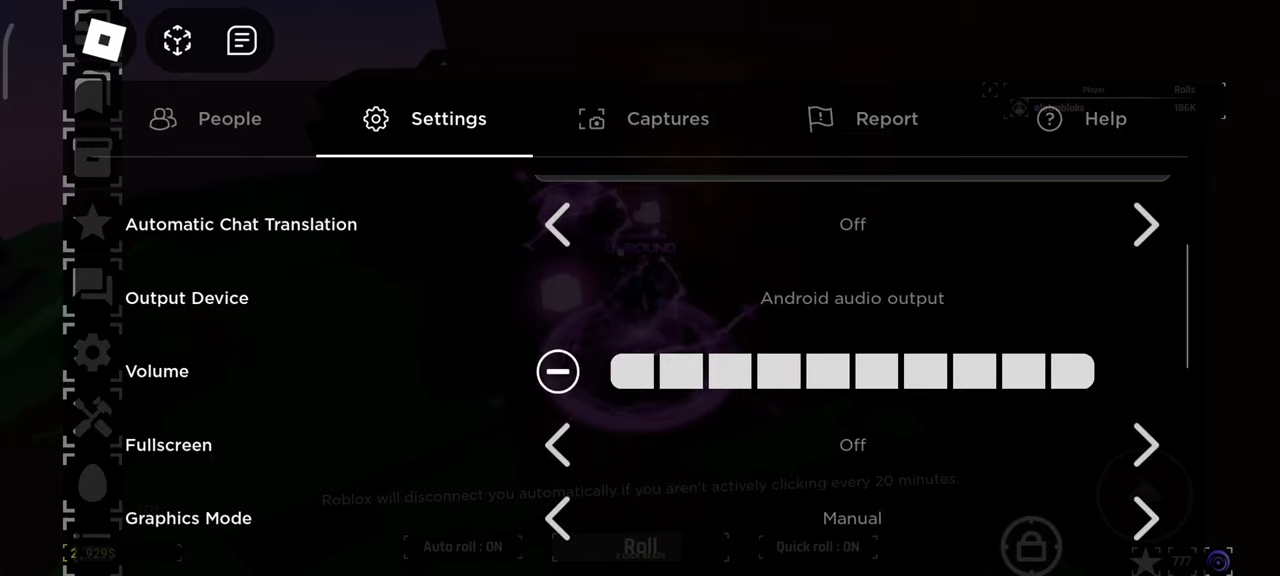 Player Rolls
186K
People Settings Captures Report Help
Automatic Chat Translation Off
Output Device Android audio output
Volume
Fullscreen Off
Roblox will disconnect you automatically if you aren't actively clicking every 20 minutes.
Graphics Mode Manual
Auto roll : ON Roll Quick roll : ON
777